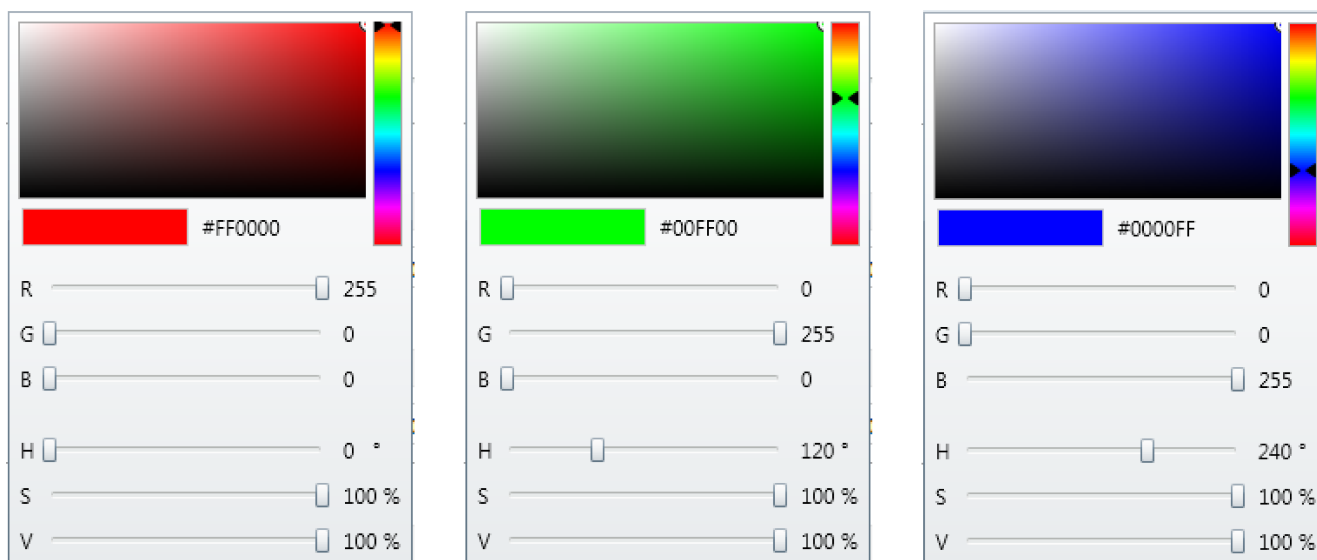 #FF0000
R 255
G 0
B 0
H 0 °
S 100 %
V 100 %
#00FF00
R 0
G 255
B 0
H 120 °
S 100 %
V 100 %
#0000FF
R 0
G 0
B 255
H 240 °
S 100 %
V 100 %